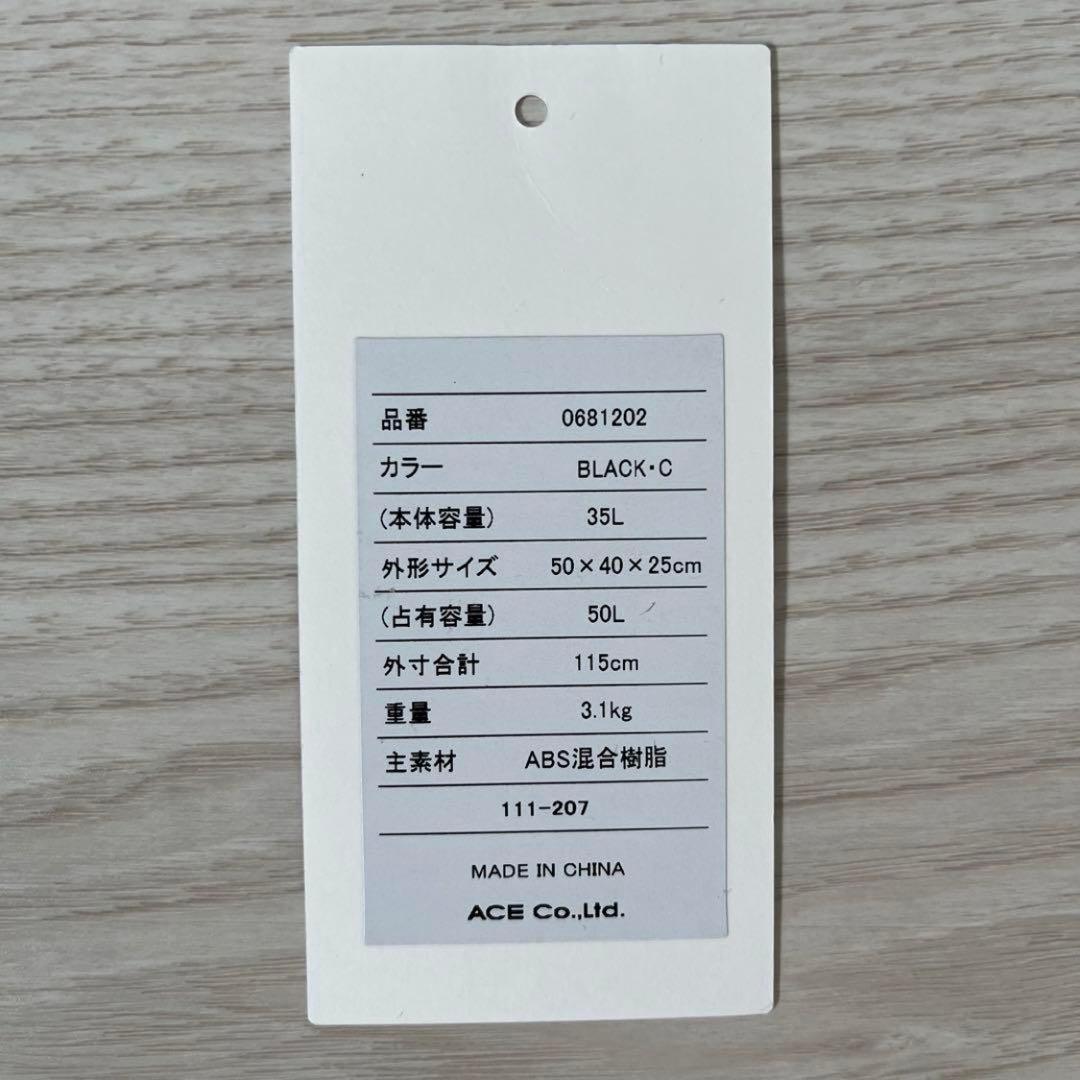 品番 0681202
カラー BLACK・C
(本体容量) 35L
外形サイズ 50×40×25cm
(占有容量) 50L
外寸合計 115cm
重量 3.1kg
主素材 ABS混合樹脂
111-207
MADE IN CHINA
ACE Co.,Ltd.